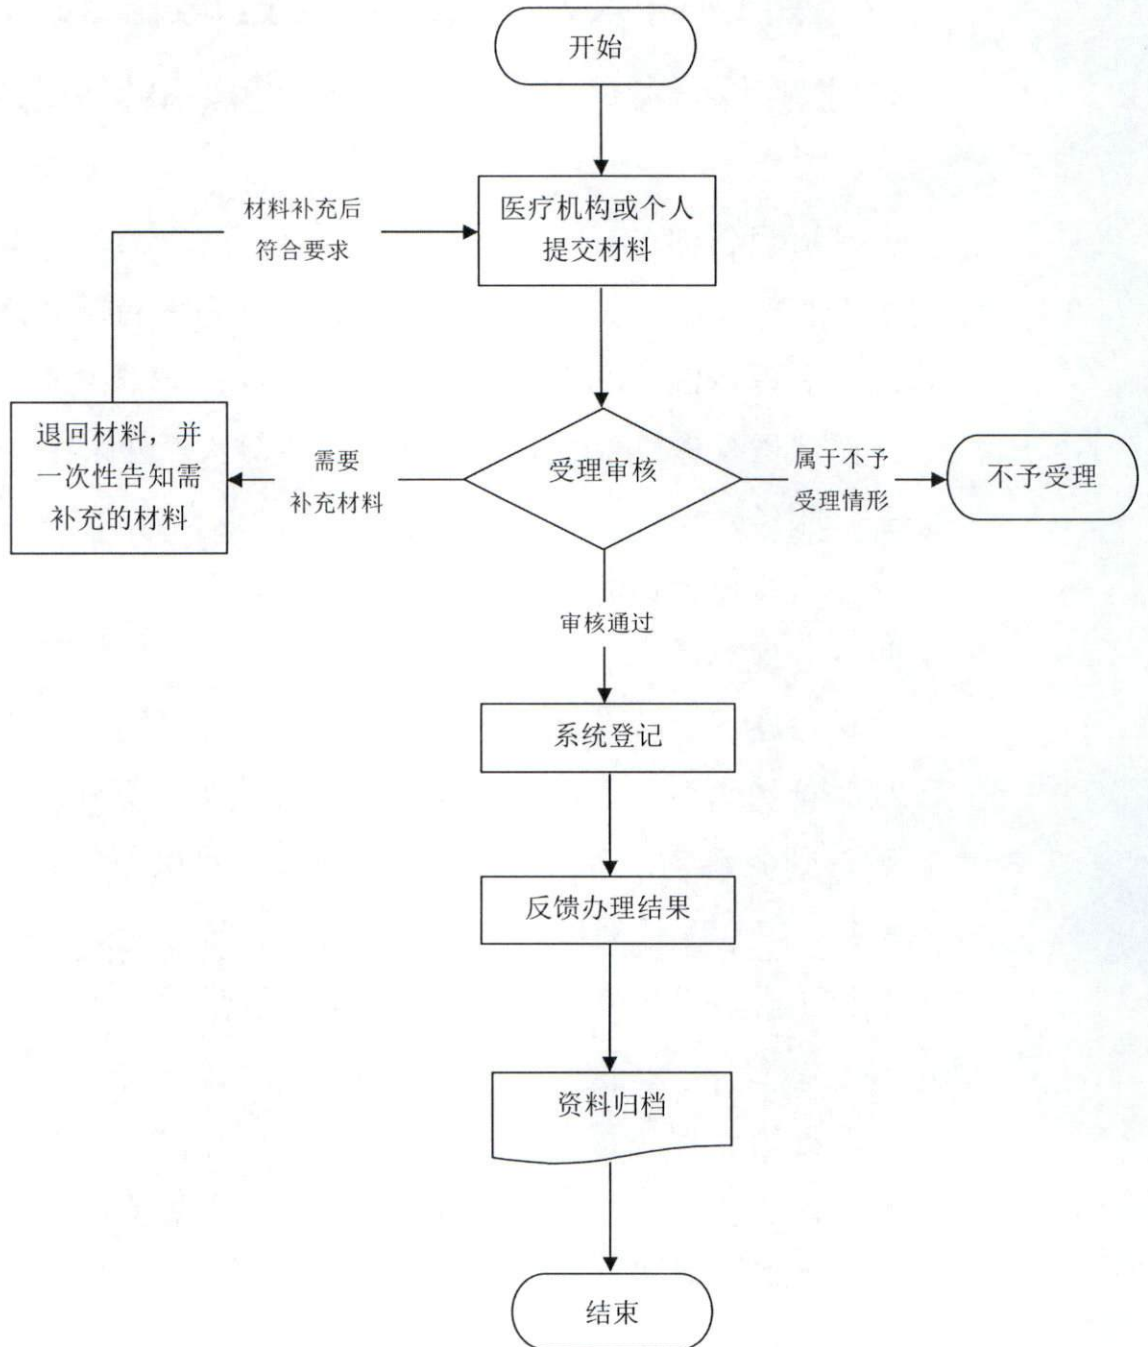 开始
材料补充后
符合要求
医疗机构或个人
提交材料
退回材料，并
一次性告知需
补充的材料
需要
补充材料
受理审核
属于不予
受理情形
不予受理
审核通过
系统登记
反馈办理结果
资料归档
结束